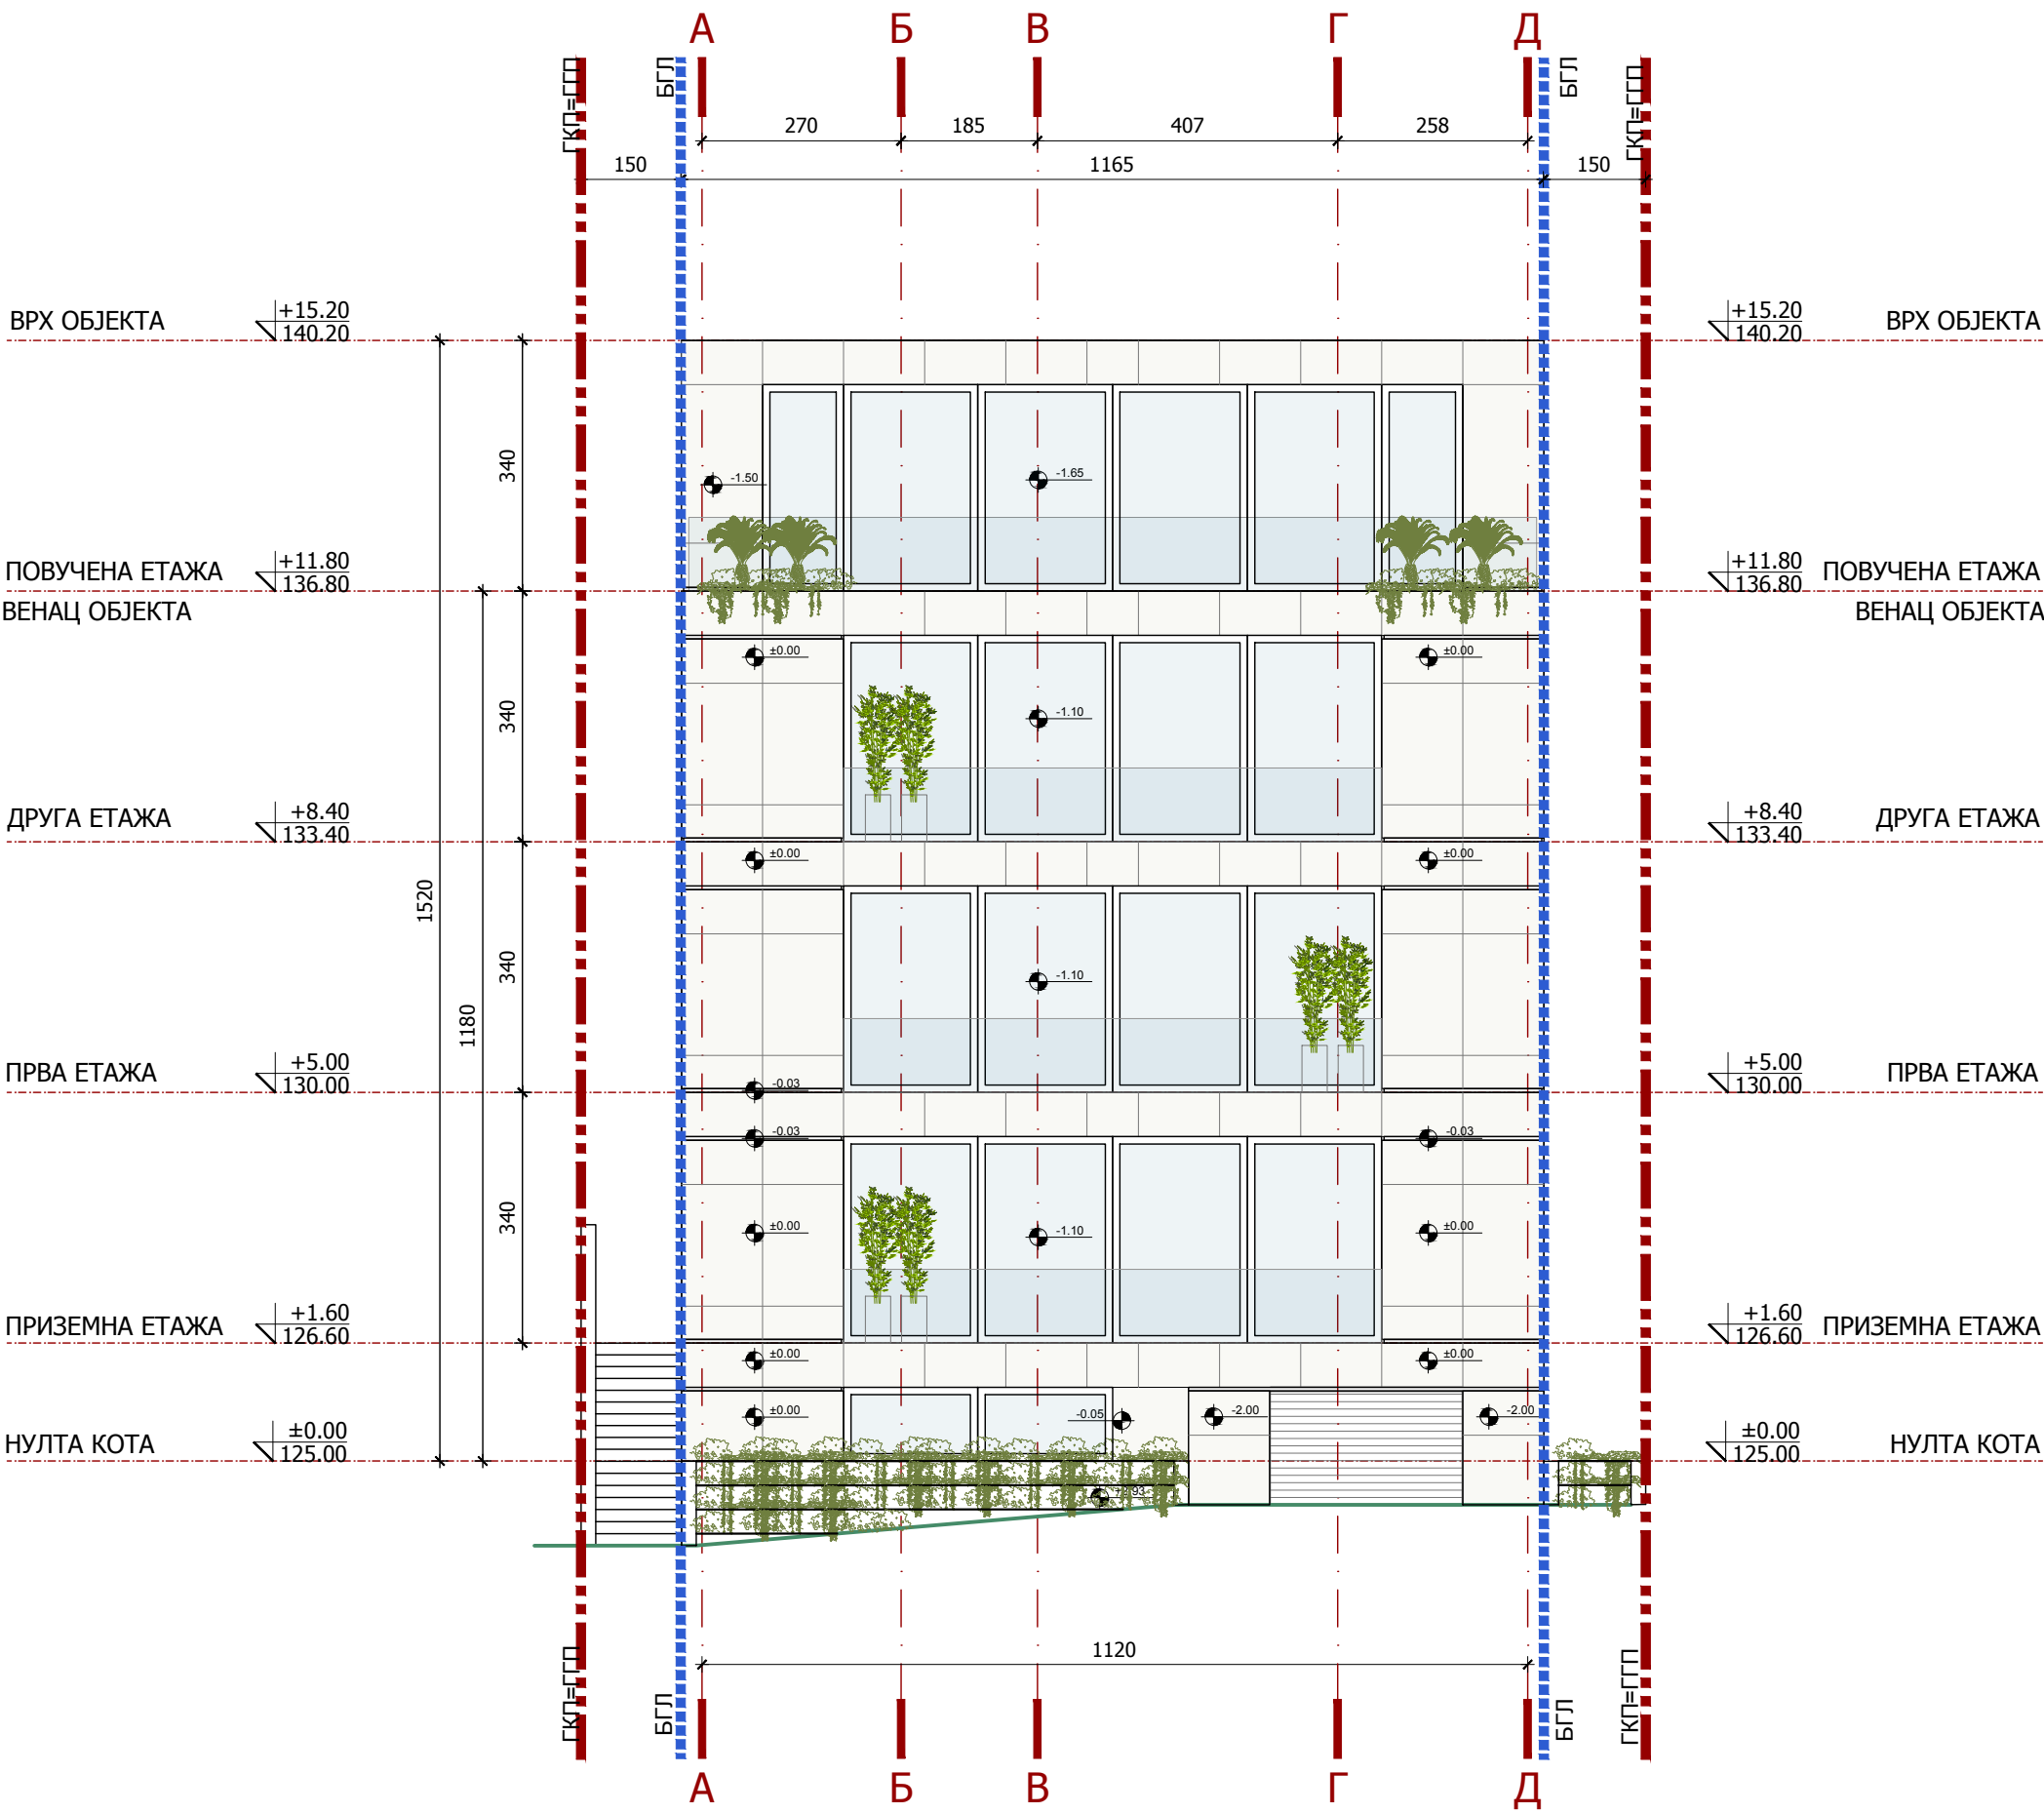 А Б В Г Д
ГКП=ГГП БГЛ БГЛ ГКП=ГГП
270 185 407 258
150 1165 150
ВРХ ОБЈЕКТА +15.20 +15.20 ВРХ ОБЈЕКТА
140.20 140.20
340
-1.50 -1.65
ПОВУЧЕНА ЕТАЖА +11.80 +11.80 ПОВУЧЕНА ЕТАЖА
136.80 136.80
ВЕНАЦ ОБЈЕКТА ВЕНАЦ ОБЈЕКТА
±0.00 ±0.00
340
-1.10
ДРУГА ЕТАЖА +8.40 +8.40 ДРУГА ЕТАЖА
133.40 133.40
±0.00 ±0.00
1520
340
-1.10
1180
ПРВА ЕТАЖА +5.00 +5.00 ПРВА ЕТАЖА
130.00 130.00
-0.03
-0.03 -0.03
340
±0.00 -1.10 ±0.00
ПРИЗЕМНА ЕТАЖА +1.60 +1.60 ПРИЗЕМНА ЕТАЖА
126.60 126.60
±0.00 ±0.00
±0.00 -0.05 -2.00 -2.00
НУЛТА КОТА ±0.00 ±0.00 НУЛТА КОТА
125.00 125.00
1120
ГКП=ГГП БГЛ БГЛ ГКП=ГГП
А Б В Г Д